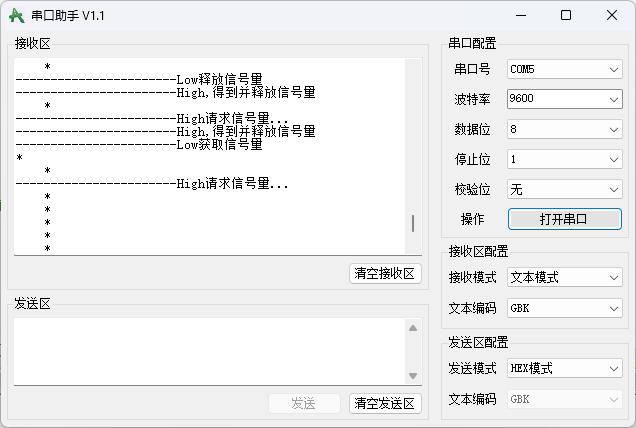 串口助手 V1.1
接收区
*
-----------------------Low释放信号量
-----------------------High,得到并释放信号量
*
-----------------------High请求信号量...
-----------------------High,得到并释放信号量
-----------------------Low获取信号量
*
*
-----------------------High请求信号量...
*
*
*
*
*
清空接收区
发送区
发送
清空发送区
串口配置
串口号 COM5
波特率 9600
数据位 8
停止位 1
校验位 无
操作 打开串口
接收区配置
接收模式 文本模式
文本编码 GBK
发送区配置
发送模式 HEX模式
文本编码 GBK